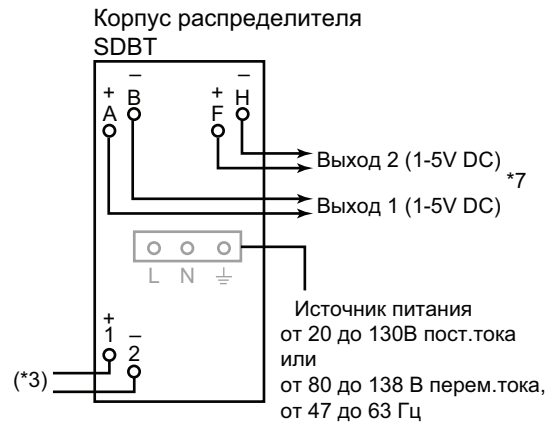 Корпус распределителя
SDBT
– –
+ B + H
A F
Выход 2 (1-5V DC)
*7
Выход 1 (1-5V DC)
L N
Источник питания
+
от 20 до 130В пост.тока
1 –
или
2
(*3)
от 80 до 138 В перем.тока,
от 47 до 63 Гц